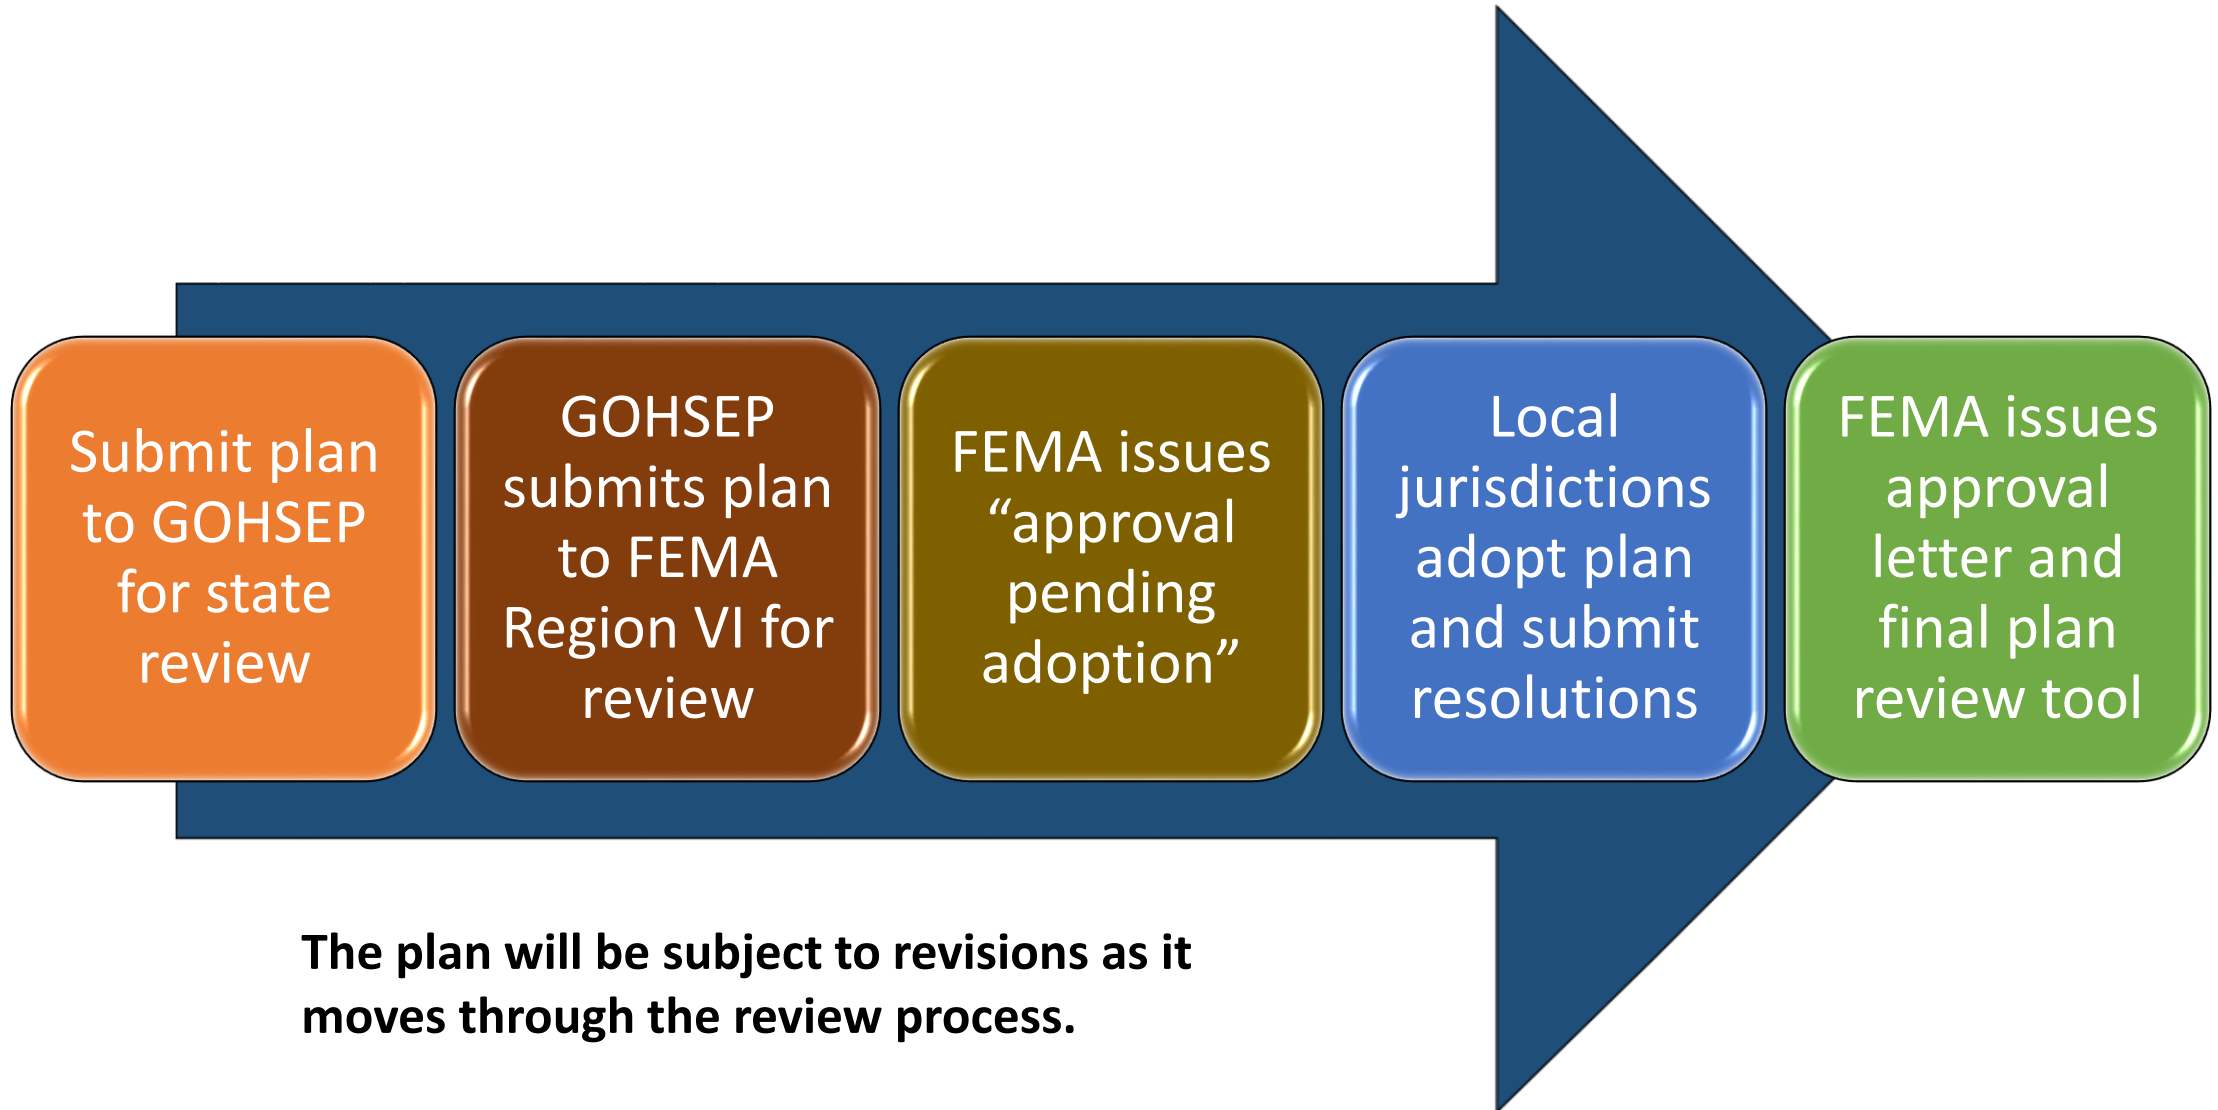 Submit plan
to GOHSEP
for state
review
GOHSEP
submits plan
to FEMA
Region VI for
review
FEMA issues
“approval
pending
adoption”
Local
jurisdictions
adopt plan
and submit
resolutions
FEMA issues
approval
letter and
final plan
review tool
The plan will be subject to revisions as it
moves through the review process.